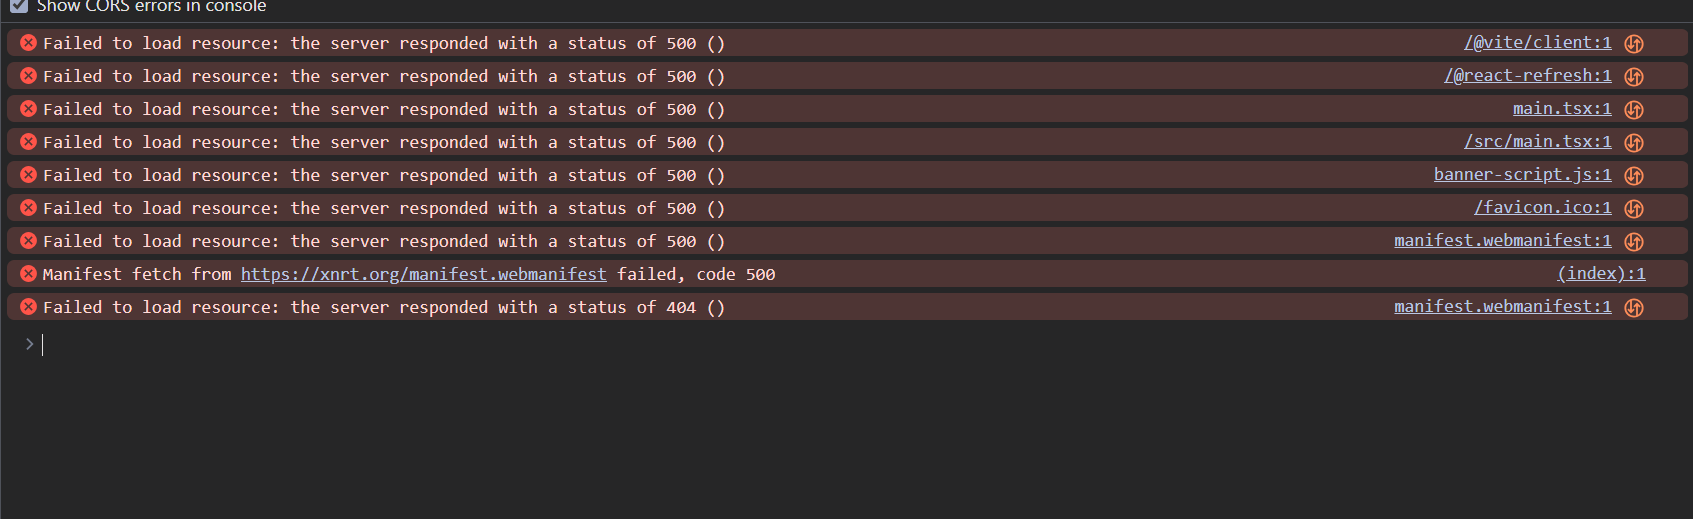 Show CORS errors in console
Failed to load resource: the server responded with a status of 500 () /@vite/client:1
Failed to load resource: the server responded with a status of 500 () /@react-refresh:1
Failed to load resource: the server responded with a status of 500 () main.tsx:1
Failed to load resource: the server responded with a status of 500 () /src/main.tsx:1
Failed to load resource: the server responded with a status of 500 () banner-script.js:1
Failed to load resource: the server responded with a status of 500 () /favicon.ico:1
Failed to load resource: the server responded with a status of 500 () manifest.webmanifest:1
Manifest fetch from https://xnrt.org/manifest.webmanifest failed, code 500 (index):1
Failed to load resource: the server responded with a status of 404 () manifest.webmanifest:1